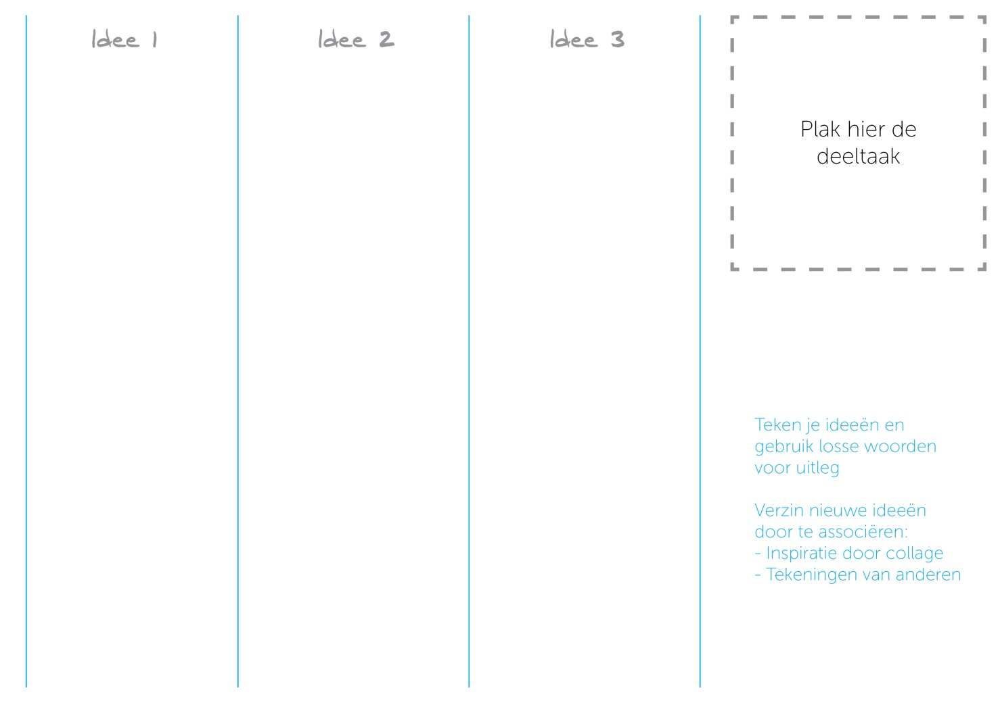 Idee 1
Idee 2
Idee 3
Plak hier de
deeltaak
Teken je ideeën en
gebruik losse woorden
voor uitleg
Verzin nieuwe ideeën
door te associëren:
- Inspiratie door collage
- Tekeningen van anderen